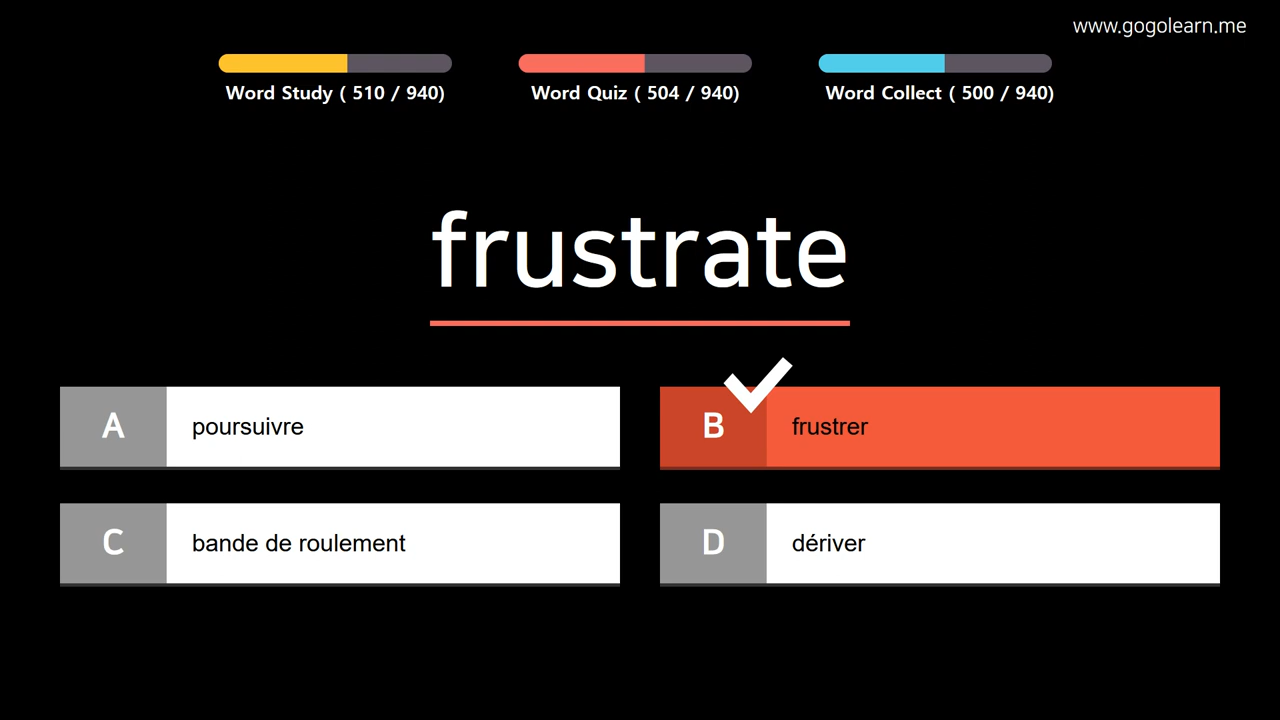 www.gogolearn.me
Word Study ( 510 / 940)
Word Quiz ( 504 / 940)
Word Collect ( 500 / 940)
frustrate
A
poursuivre
B
frustrer
C
bande de roulement
D
dériver